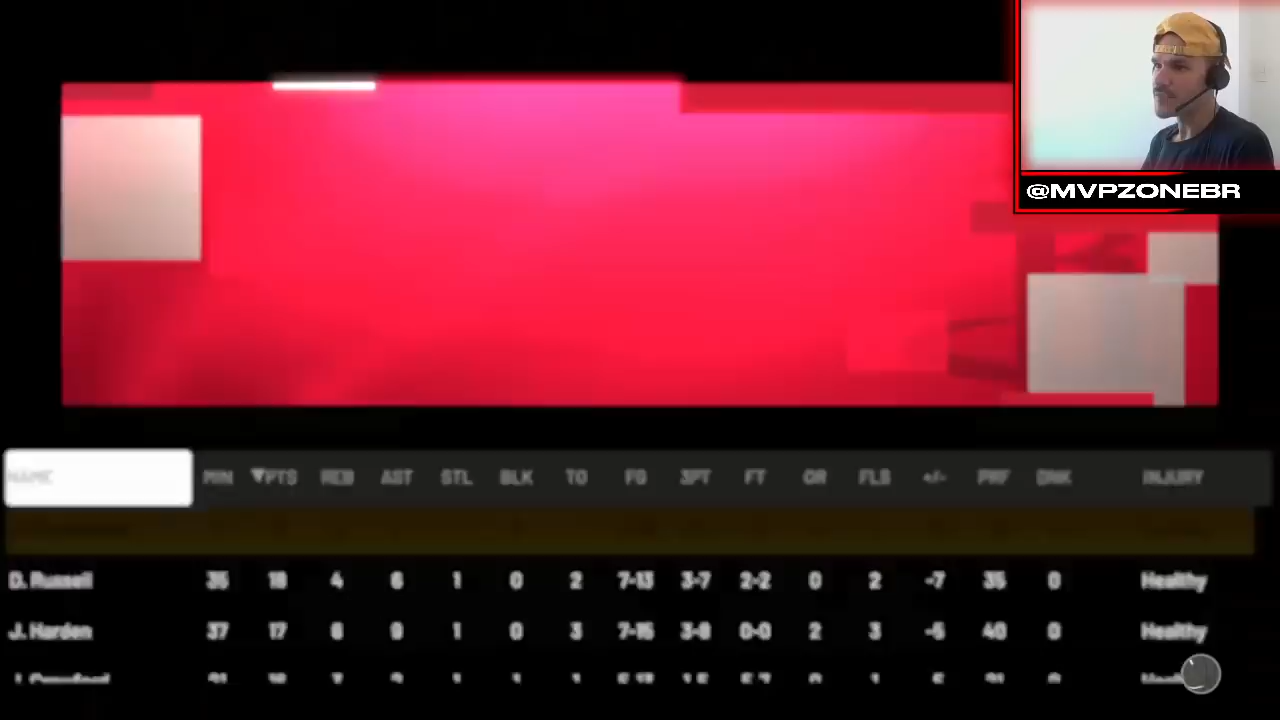 @MVPZONEBR
NAME MIN ▼PTS REB AST STL BLK TO FG 3PT FT OR FLS +/- PRF DNK INJURY
D. Russell 35 18 4 6 1 0 2 7-13 3-7 2-2 0 2 -7 35 0 Healthy
J. Harden 37 17 6 9 1 0 3 7-15 3-8 0-0 2 3 -5 40 0 Healthy